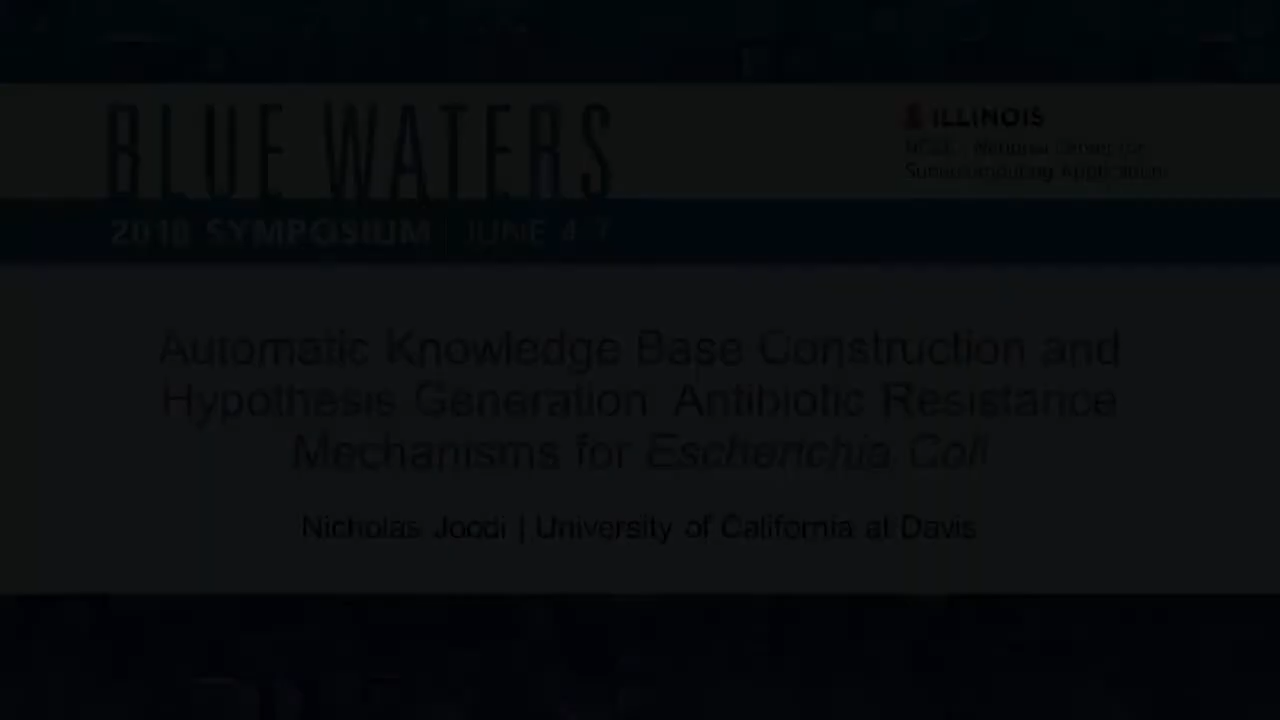 BLUE WATERS
ILLINOIS
NCSA | National Center for
Supercomputing Applications
2018 SYMPOSIUM | JUNE 4-7
Automatic Knowledge Base Construction and
Hypothesis Generation: Antibiotic Resistance
Mechanisms for Escherichia Coli
Nicholas Joodi | University of California at Davis